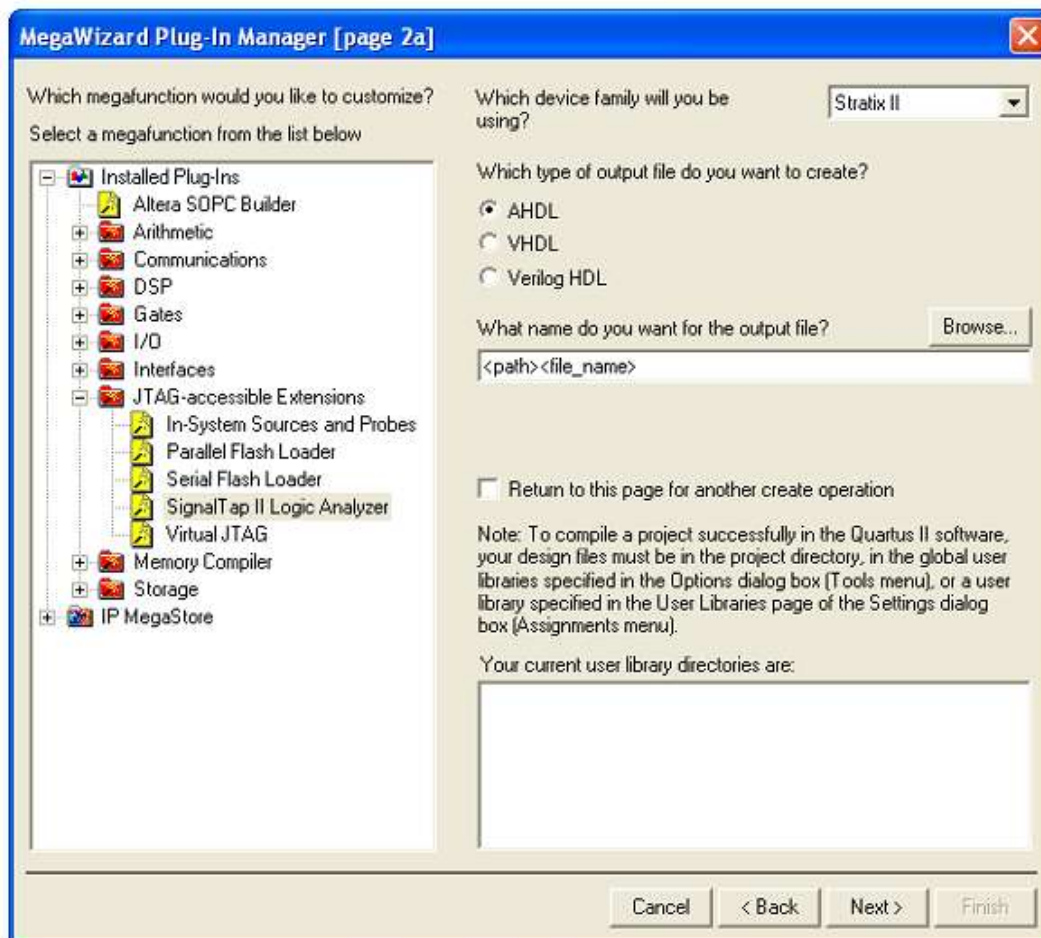 MegaWizard Plug-In Manager [page 2a]
Which megafunction would you like to customize?
Select a megafunction from the list below
Installed Plug-Ins
Altera SOPC Builder
Arithmetic
Communications
DSP
Gates
I/O
Interfaces
JTAG-accessible Extensions
In-System Sources and Probes
Parallel Flash Loader
Serial Flash Loader
SignalTap II Logic Analyzer
Virtual JTAG
Memory Compiler
Storage
IP MegaStore
Which device family will you be
using?
Stratix II
Which type of output file do you want to create?
AHDL
VHDL
Verilog HDL
What name do you want for the output file?
Browse...
<path><file_name>
Return to this page for another create operation
Note: To compile a project successfully in the Quartus II software,
your design files must be in the project directory, in the global user
libraries specified in the Options dialog box (Tools menu), or a user
library specified in the User Libraries page of the Settings dialog
box (Assignments menu).
Your current user library directories are:
Cancel
< Back
Next >
Finish